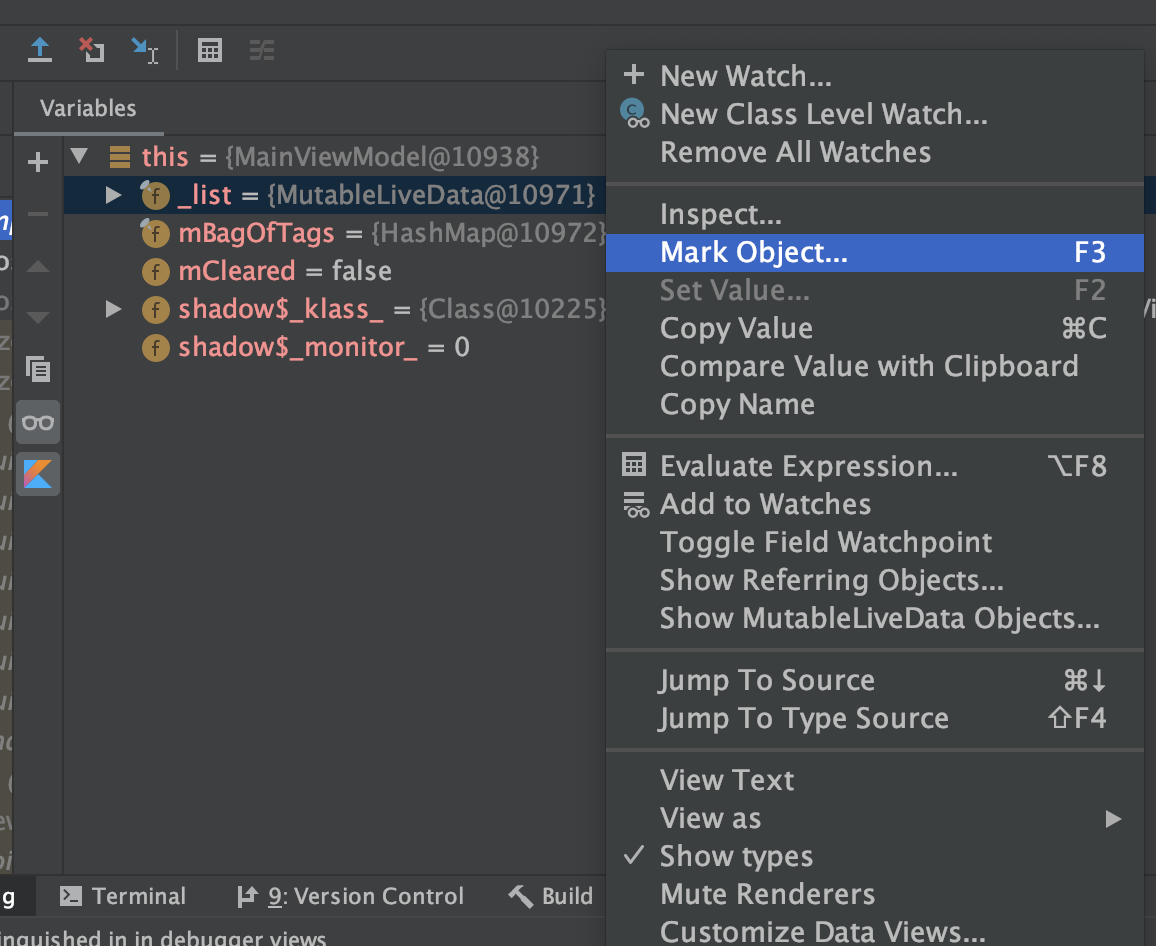 Variables
this = {MainViewModel@10938}
_list = {MutableLiveData@10971}
mBagOfTags = {HashMap@10972}
mCleared = false
shadow$_klass_ = {Class@10225}
shadow$_monitor_ = 0
New Watch...
New Class Level Watch...
Remove All Watches
Inspect...
Mark Object... F3
Set Value... F2
Copy Value ⌘C
Compare Value with Clipboard
Copy Name
Evaluate Expression... ⌥F8
Add to Watches
Toggle Field Watchpoint
Show Referring Objects...
Show MutableLiveData Objects...
Jump To Source ⌘↓
Jump To Type Source ⇧F4
View Text
View as
Show types
Mute Renderers
Customize Data Views...
Terminal
9: Version Control
Build
in in debugger views